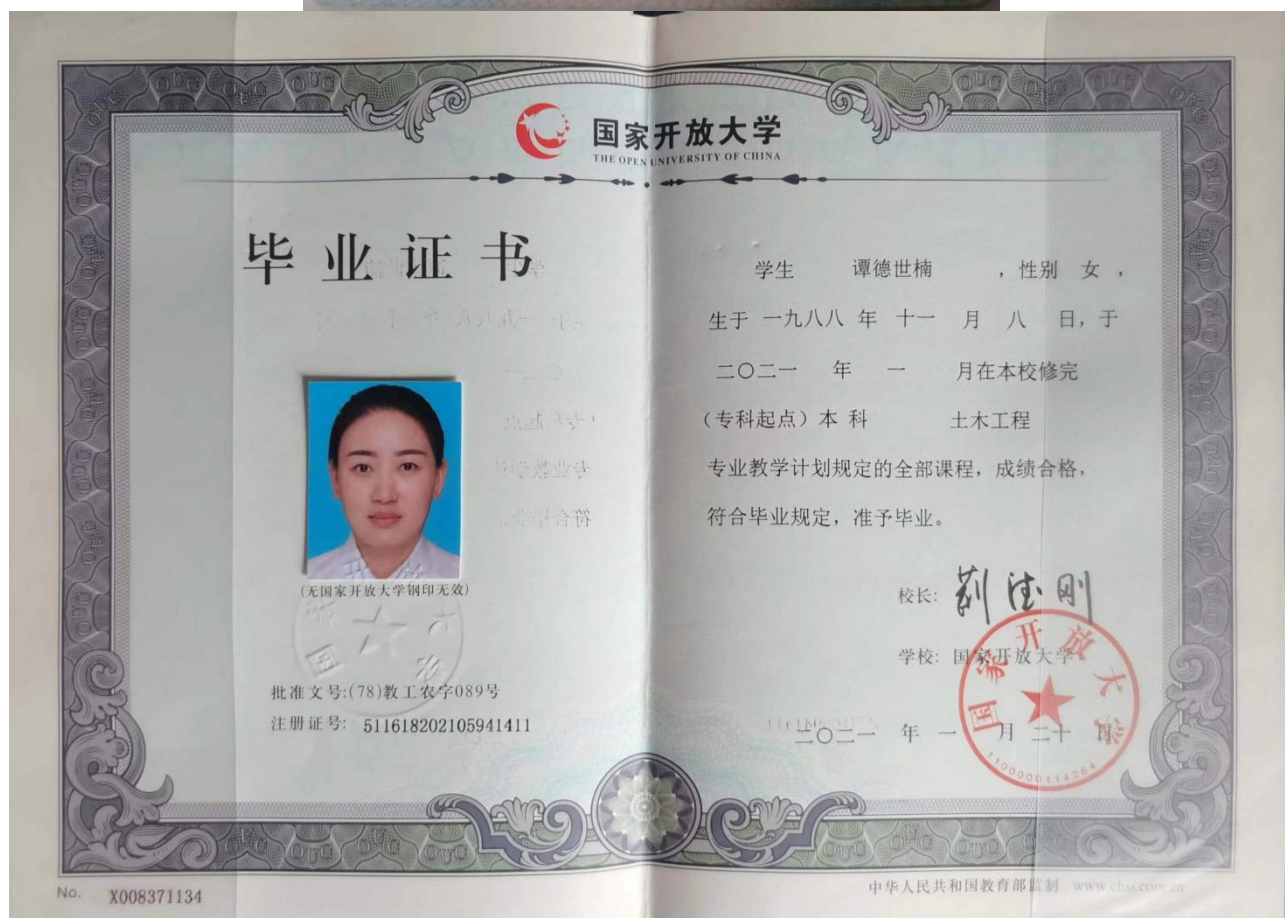 国家开放大学
THE OPEN UNIVERSITY OF CHINA
毕业证书
(无国家开放大学钢印无效)
批准文号:(78)教工农字089号
注册证号: 511618202105941411
学生 谭德世楠 ，性别 女，
生于 一九八八 年 十一 月 八 日，于
二〇二一 年 一 月在本校修完
（专科起点）本科 土木工程
专业教学计划规定的全部课程，成绩合格，
符合毕业规定，准予毕业。
校长:
学校: 国家开放大学
二〇二一 年 一 月 二十 日
国家开放大学
1100000114264
No. X008371134
中华人民共和国教育部监制 www.chsi.com.cn